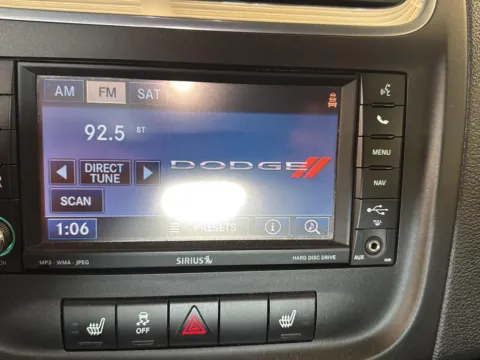 AM FM SAT
92.5 ST
DIRECT
TUNE
DODGE
SCAN
1:06 PRESETS
MENU
NAV
AUX
MP3 - WMA - JPEG SIRIUS HARD DISC DRIVE
OFF